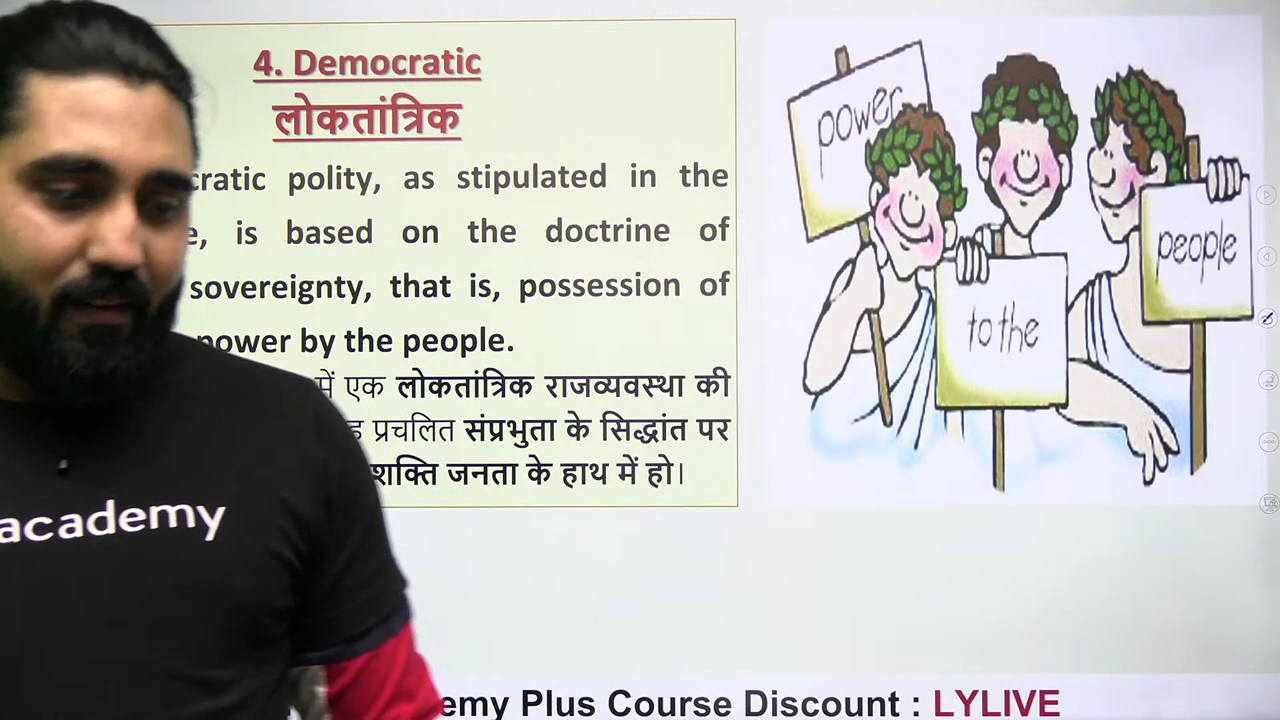 4. Democratic
लोकतांत्रिक
cratic polity, as stipulated in the
e, is based on the doctrine of
sovereignty, that is, possession of
power by the people.
में एक लोकतांत्रिक राजव्यवस्था की
प्रचलित संप्रभुता के सिद्धांत पर
शक्ति जनता के हाथ में हो।
power
to the
people
academy
emy Plus Course Discount : LYLIVE